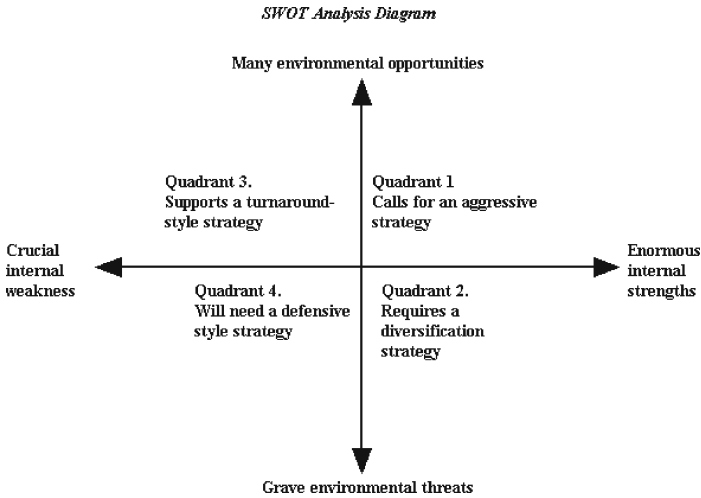 SWOT Analysis Diagram
Many environmental opportunities
Quadrant 3.
Supports a turnaround-
style strategy
Quadrant 1
Calls for an aggressive
strategy
Crucial
internal
weakness
Enormous
internal
strengths
Quadrant 4.
Will need a defensive
style strategy
Quadrant 2.
Requires a
diversification
strategy
Grave environmental threats